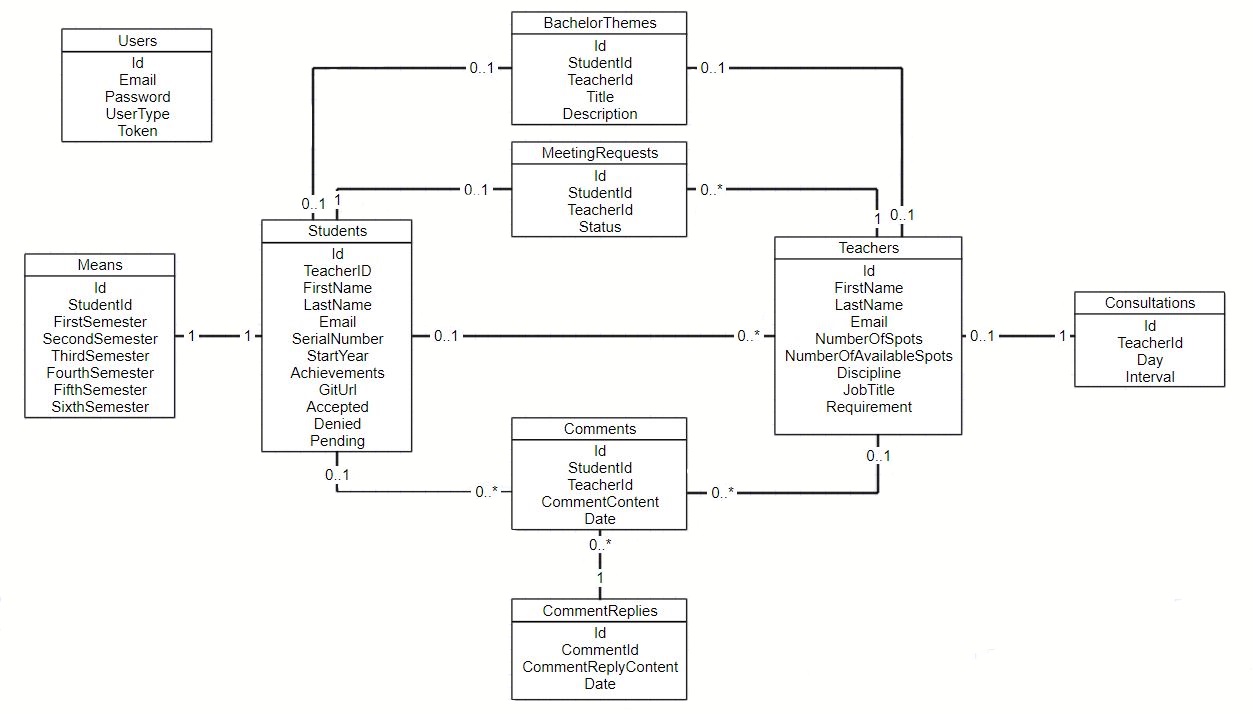 BachelorThemes
Id
StudentId
TeacherId
Title
Description
Users
Id
Email
Password
UserType
Token
0..1
0..1
MeetingRequests
Id
StudentId
TeacherId
Status
0..1
0..*
0..1
1
1
0..1
Students
Id
TeacherID
FirstName
LastName
Email
SerialNumber
StartYear
Achievements
GitUrl
Accepted
Denied
Pending
Teachers
Id
FirstName
LastName
Email
NumberOfSpots
NumberOfAvailableSpots
Discipline
JobTitle
Requirement
Means
Id
StudentId
FirstSemester
SecondSemester
ThirdSemester
FourthSemester
FifthSemester
SixthSemester
Consultations
Id
TeacherId
Day
Interval
1
1
0..1
0..*
0..1
1
Comments
Id
StudentId
TeacherId
CommentContent
Date
0..1
0..1
0..*
0..*
0..*
1
CommentReplies
Id
CommentId
CommentReplyContent
Date